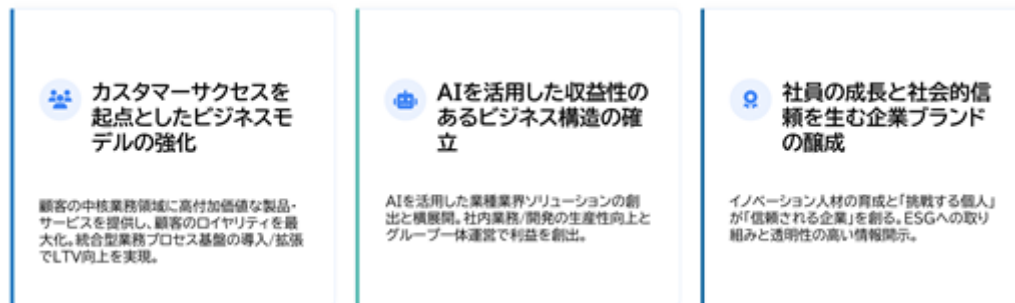 カスタマーサクセスを
起点としたビジネスモ
デルの強化
顧客の中核業務領域に高付加価値な製品・
サービスを提供し、顧客のロイヤリティを最
大化。統合型業務プロセス基盤の導入/拡張
でLTV向上を実現。
AIを活用した収益性の
あるビジネス構造の確
立
AIを活用した業種業界ソリューションの創
出と横展開。社内業務/開発の生産性向上と
グループ一体運営で利益を創出。
社員の成長と社会的信
頼を生む企業ブランド
の醸成
イノベーション人材の育成と「挑戦する個人」
が「信頼される企業」を創る。ESGへの取り
組みと透明性の高い情報開示。